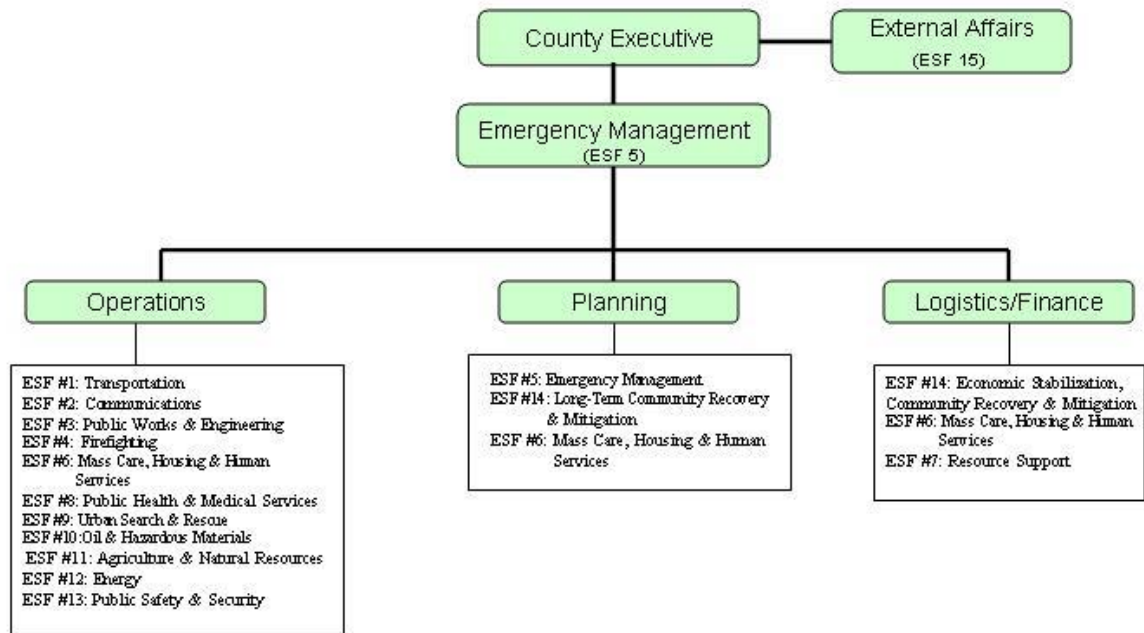 County Executive
External Affairs
(ESF 15)
Emergency Management
(ESF 5)
Operations
Planning
Logistics/Finance
ESF #1: Transportation
ESF #2: Communications
ESF #3: Public Works & Engineering
ESF #4: Firefighting
ESF #6: Mass Care, Housing & Human
Services
ESF #8: Public Health & Medical Services
ESF #9: Urban Search & Rescue
ESF #10:Oil & Hazardous Materials
ESF #11: Agriculture & Natural Resources
ESF #12: Energy
ESF #13: Public Safety & Security
ESF #5: Emergency Management
ESF #14: Long-Term Community Recovery
& Mitigation
ESF #6: Mass Care, Housing & Human
Services
ESF #14: Economic Stabilization,
Community Recovery & Mitigation
ESF #6: Mass Care, Housing & Human
Services
ESF #7: Resource Support